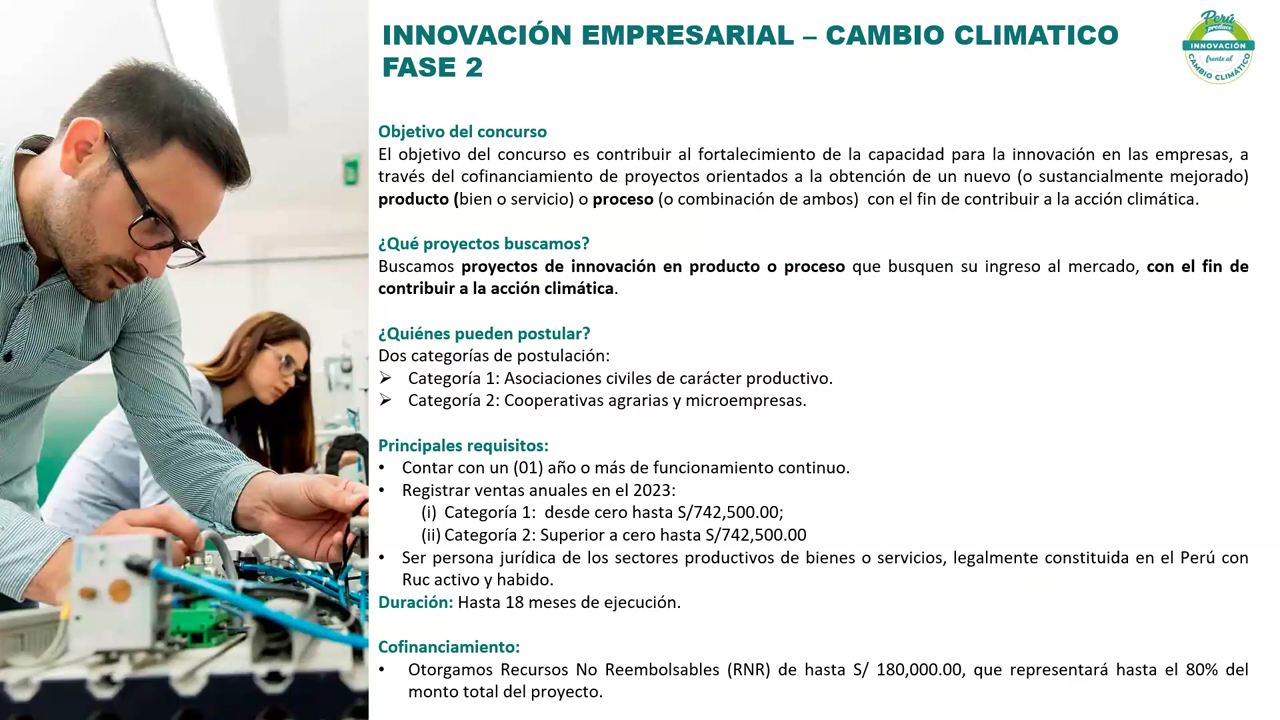 INNOVACIÓN EMPRESARIAL – CAMBIO CLIMATICO
FASE 2
Perú
produce
INNOVACIÓN
frente al
CAMBIO CLIMÁTICO
Objetivo del concurso
El objetivo del concurso es contribuir al fortalecimiento de la capacidad para la innovación en las empresas, a
través del cofinanciamiento de proyectos orientados a la obtención de un nuevo (o sustancialmente mejorado)
producto (bien o servicio) o proceso (o combinación de ambos) con el fin de contribuir a la acción climática.
¿Qué proyectos buscamos?
Buscamos proyectos de innovación en producto o proceso que busquen su ingreso al mercado, con el fin de
contribuir a la acción climática.
¿Quiénes pueden postular?
Dos categorías de postulación:
➢ Categoría 1: Asociaciones civiles de carácter productivo.
➢ Categoría 2: Cooperativas agrarias y microempresas.
Principales requisitos:
• Contar con un (01) año o más de funcionamiento continuo.
• Registrar ventas anuales en el 2023:
(i) Categoría 1: desde cero hasta S/742,500.00;
(ii) Categoría 2: Superior a cero hasta S/742,500.00
• Ser persona jurídica de los sectores productivos de bienes o servicios, legalmente constituida en el Perú con
Ruc activo y habido.
Duración: Hasta 18 meses de ejecución.
Cofinanciamiento:
• Otorgamos Recursos No Reembolsables (RNR) de hasta S/ 180,000.00, que representará hasta el 80% del
monto total del proyecto.